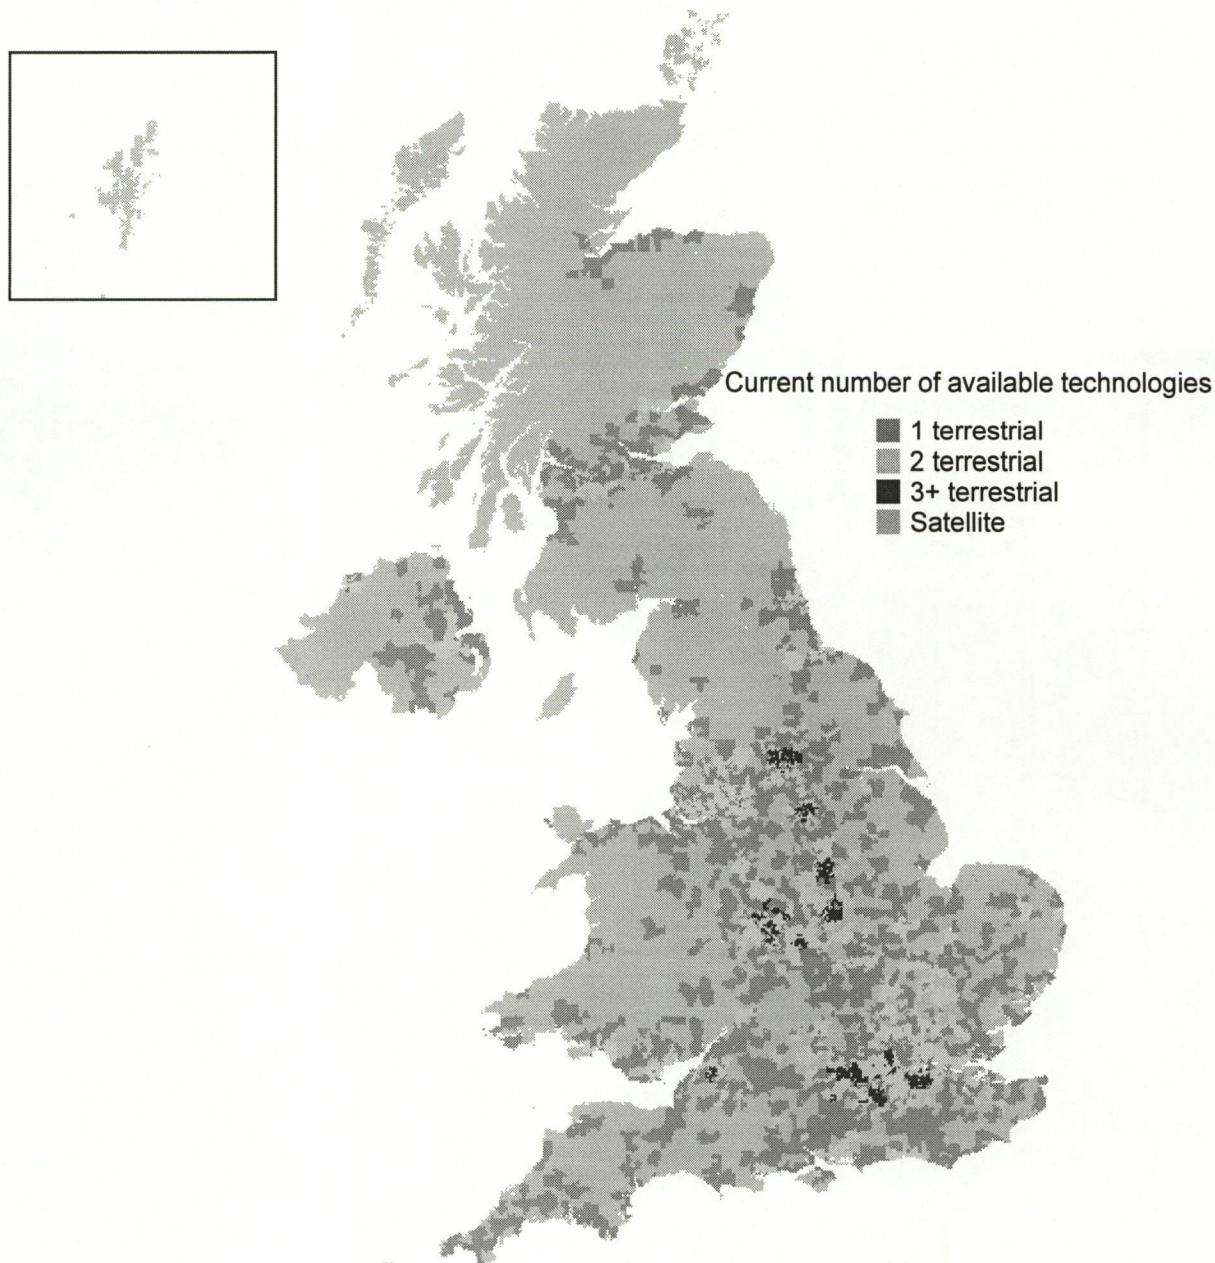 Current number of available technologies
1 terrestrial
2 terrestrial
3+ terrestrial
Satellite